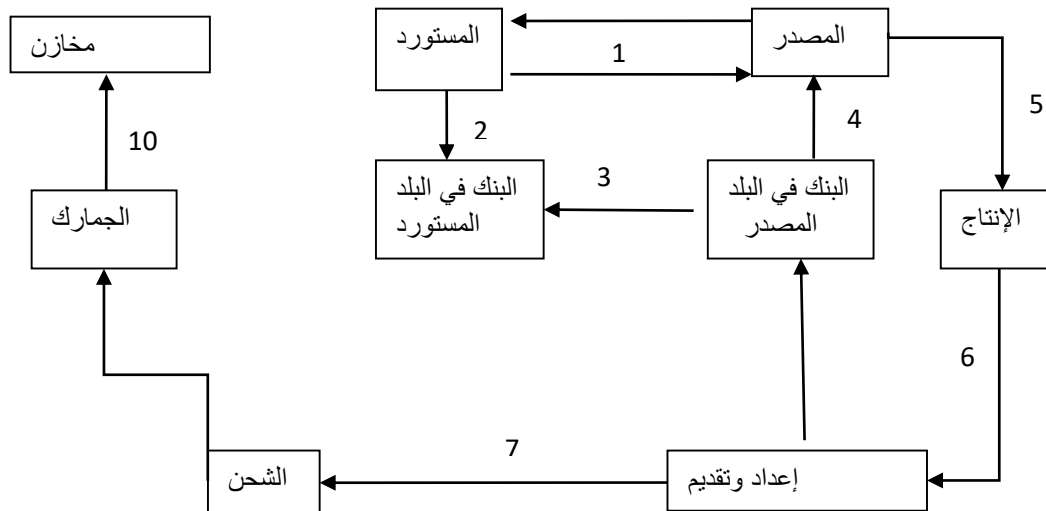 مخازن
المستورد
المصدر
1
5
10
2
4
البنك في البلد
المستورد
3
البنك في البلد
المصدر
الجمارك
الإنتاج
6
7
الشحن
إعداد وتقديم